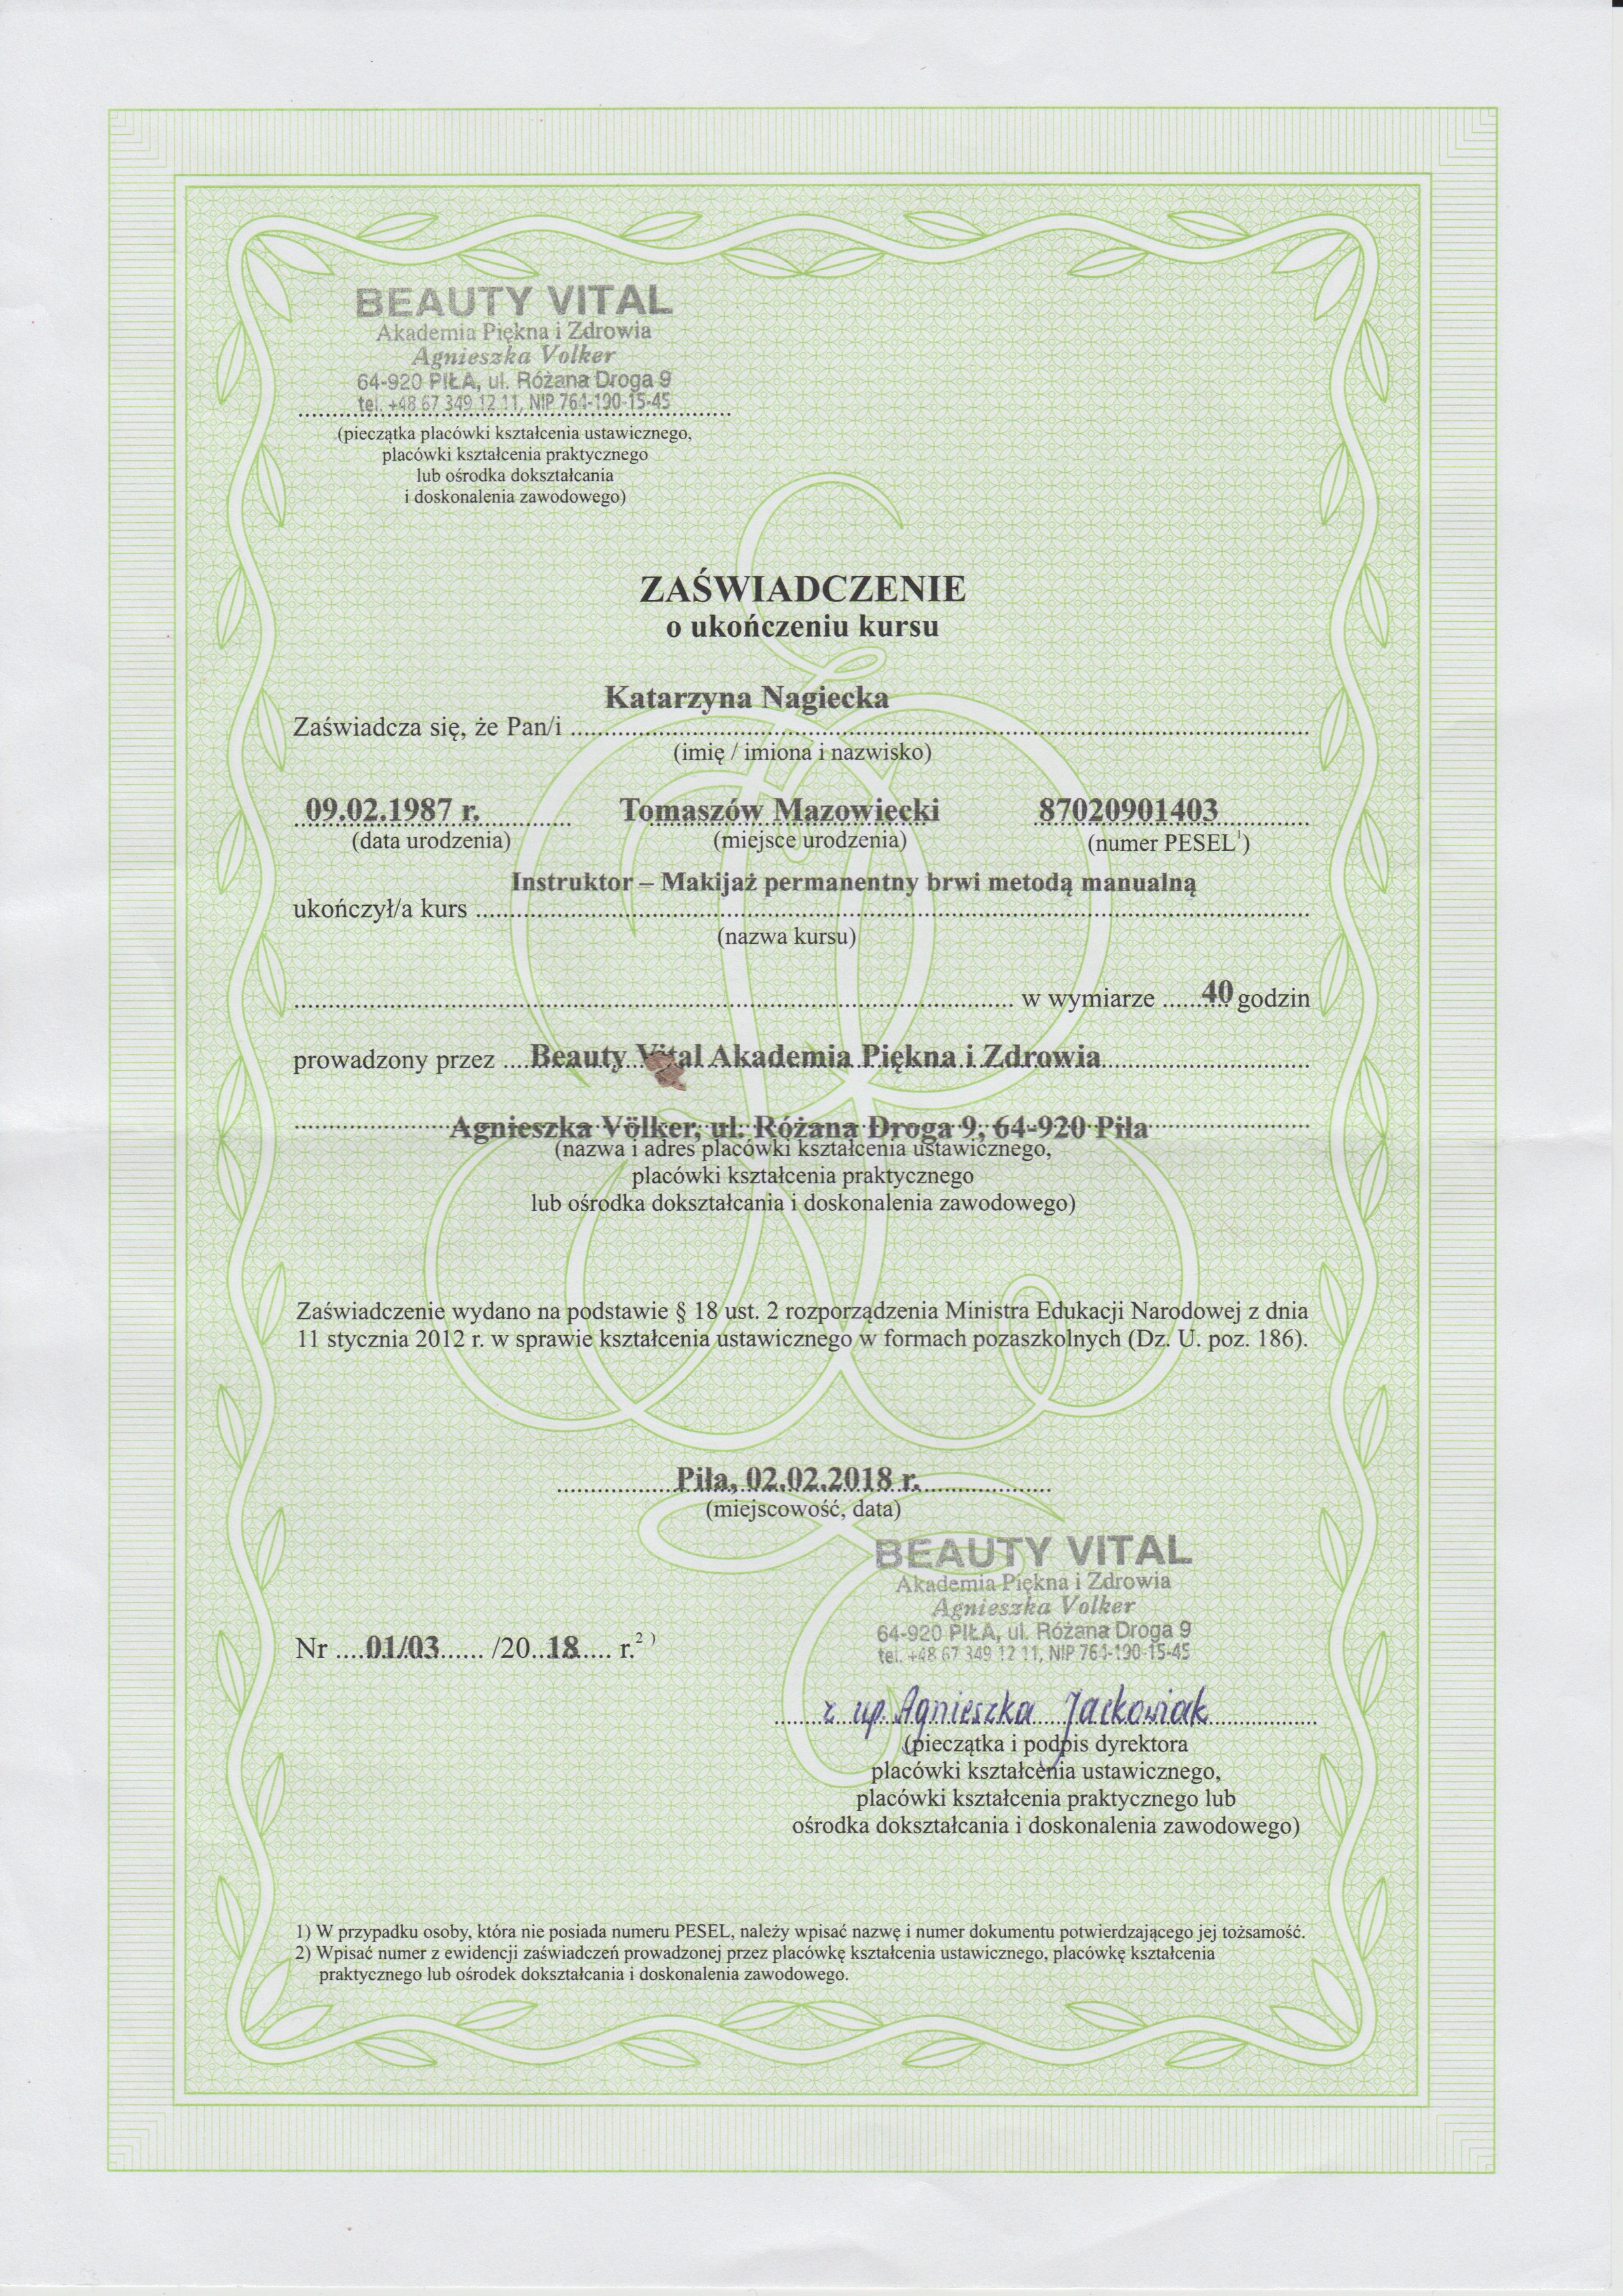 BEAUTY VITAL
Akademia Piękna i Zdrowia
Agnieszka Volker
64-920 PIŁA, ul. Różana Droga 9
tel. +48 67 349 12 11, NIP 764-190-15-45
(pieczątka placówki kształcenia ustawicznego,
placówki kształcenia praktycznego
lub ośrodka dokształcania
i doskonalenia zawodowego)
ZAŚWIADCZENIE
o ukończeniu kursu
Katarzyna Nagiecka
Zaświadcza się, że Pan/i
(imię / imiona i nazwisko)
09.02.1987 r. Tomaszów Mazowiecki 87020901403
(data urodzenia) (miejsce urodzenia) (numer PESEL¹)
Instruktor – Makijaż permanentny brwi metodą manualną
ukończył/a kurs
(nazwa kursu)
w wymiarze 40 godzin
prowadzony przez Beauty Vital Akademia Piękna i Zdrowia
Agnieszka Völker, ul. Różana Droga 9, 64-920 Piła
(nazwa i adres placówki kształcenia ustawicznego,
placówki kształcenia praktycznego
lub ośrodka dokształcania i doskonalenia zawodowego)
Zaświadczenie wydano na podstawie § 18 ust. 2 rozporządzenia Ministra Edukacji Narodowej z dnia
11 stycznia 2012 r. w sprawie kształcenia ustawicznego w formach pozaszkolnych (Dz. U. poz. 186).
Piła, 02.02.2018 r.
(miejscowość, data)
BEAUTY VITAL
Akademia Piękna i Zdrowia
Agnieszka Volker
64-920 PIŁA, ul. Różana Droga 9
tel. +48 67 349 12 11, NIP 764-190-15-45
Nr 01/03 /20 18 r.²)
z up. Agnieszka Jackowiak
(pieczątka i podpis dyrektora
placówki kształcenia ustawicznego,
placówki kształcenia praktycznego lub
ośrodka dokształcania i doskonalenia zawodowego)
1) W przypadku osoby, która nie posiada numeru PESEL, należy wpisać nazwę i numer dokumentu potwierdzającego jej tożsamość.
2) Wpisać numer z ewidencji zaświadczeń prowadzonej przez placówkę kształcenia ustawicznego, placówkę kształcenia
praktycznego lub ośrodek dokształcania i doskonalenia zawodowego.